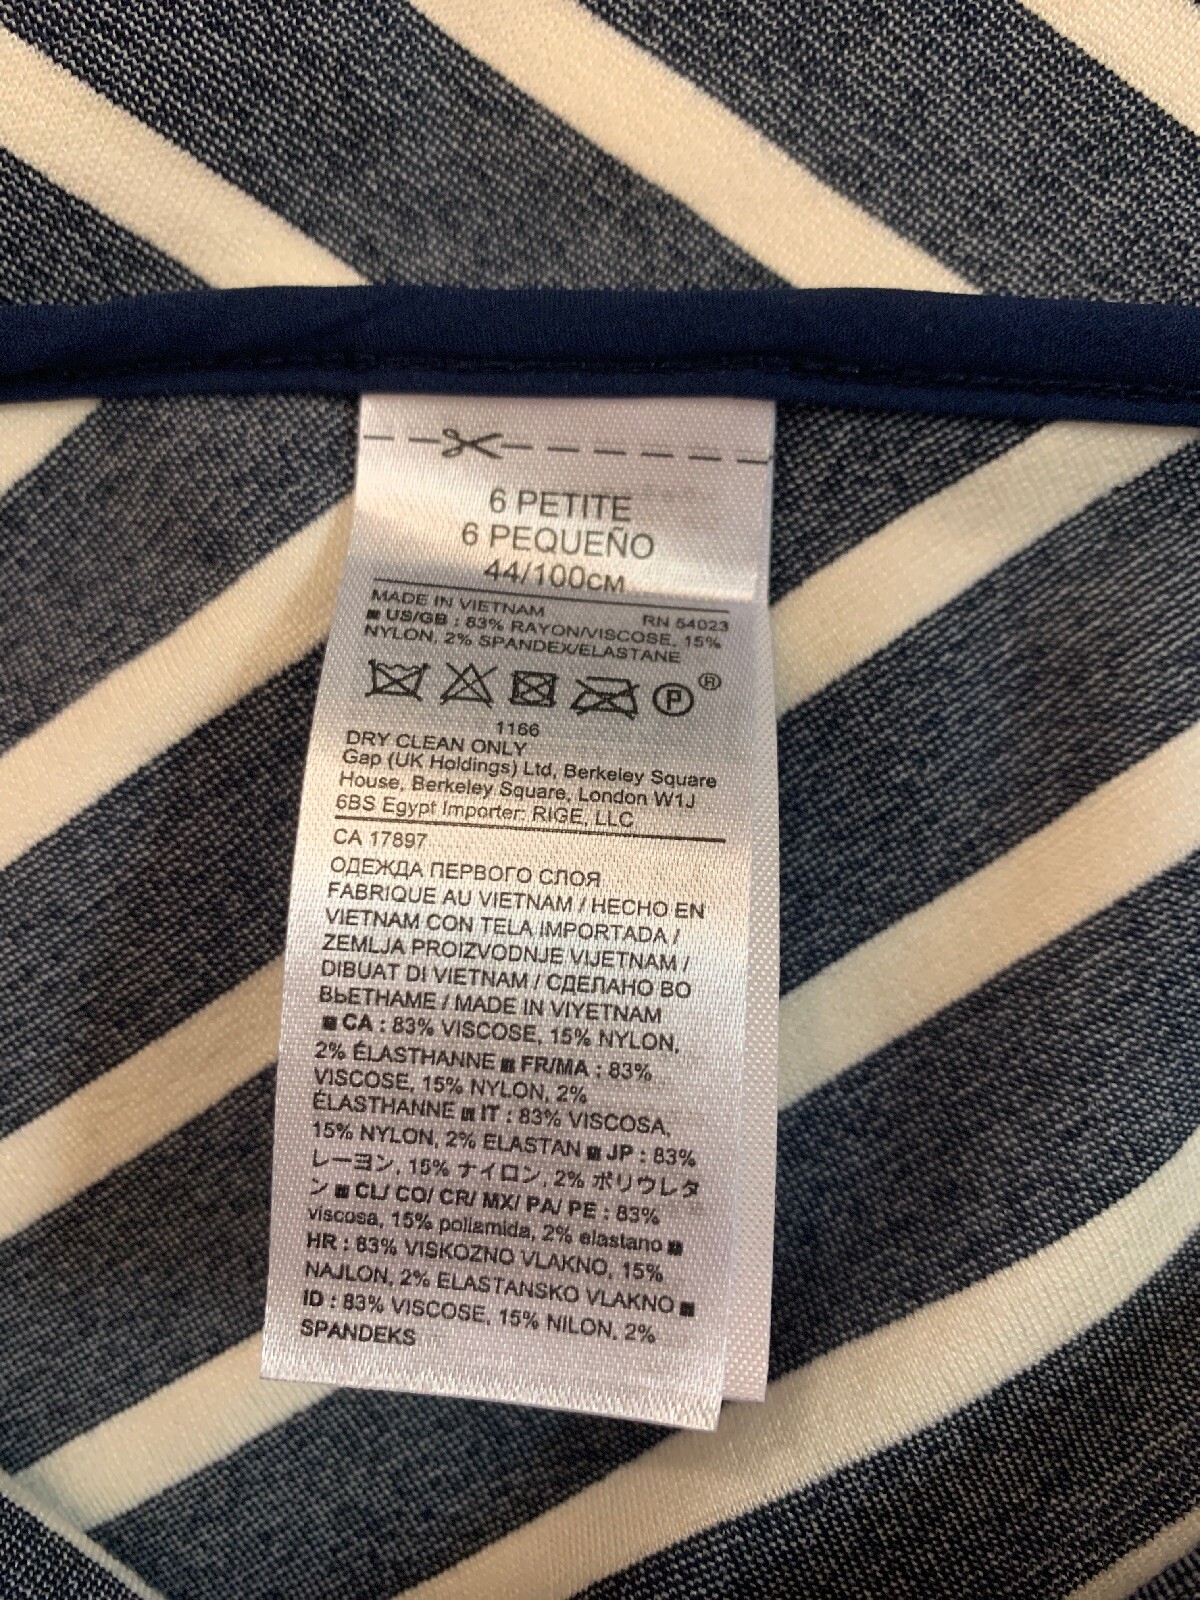 6 PETITE
6 PEQUEÑO
44/100CM
MADE IN VIETNAM RN 54023
■ US/GB : 83% RAYON/VISCOSE, 15%
NYLON, 2% SPANDEX/ELASTANE
P ®
1166
DRY CLEAN ONLY
Gap (UK Holdings) Ltd, Berkeley Square
House, Berkeley Square, London W1J
6BS Egypt Importer: RIGE, LLC
CA 17897
ОДЕЖДА ПЕРВОГО СЛОЯ
FABRIQUE AU VIETNAM / HECHO EN
VIETNAM CON TELA IMPORTADA /
ZEMLJA PROIZVODNJE VIJETNAM /
DIBUAT DI VIETNAM / СДЕЛАНО ВО
ВЬЕТНАМЕ / MADE IN VIYETNAM
■ CA : 83% VISCOSE, 15% NYLON,
2% ÉLASTHANNE ■ FR/MA : 83%
VISCOSE, 15% NYLON, 2%
ÉLASTHANNE ■ IT : 83% VISCOSA,
15% NYLON, 2% ELASTAN ■ JP : 83%
レーヨン, 15% ナイロン, 2% ポリウレタ
ン ■ CL/ CO/ CR/ MX/ PA/ PE : 83%
viscosa, 15% poliamida, 2% elastano ■
HR : 83% VISKOZNO VLAKNO, 15%
NAJLON, 2% ELASTANSKO VLAKNO ■
ID : 83% VISCOSE, 15% NILON, 2%
SPANDEKS